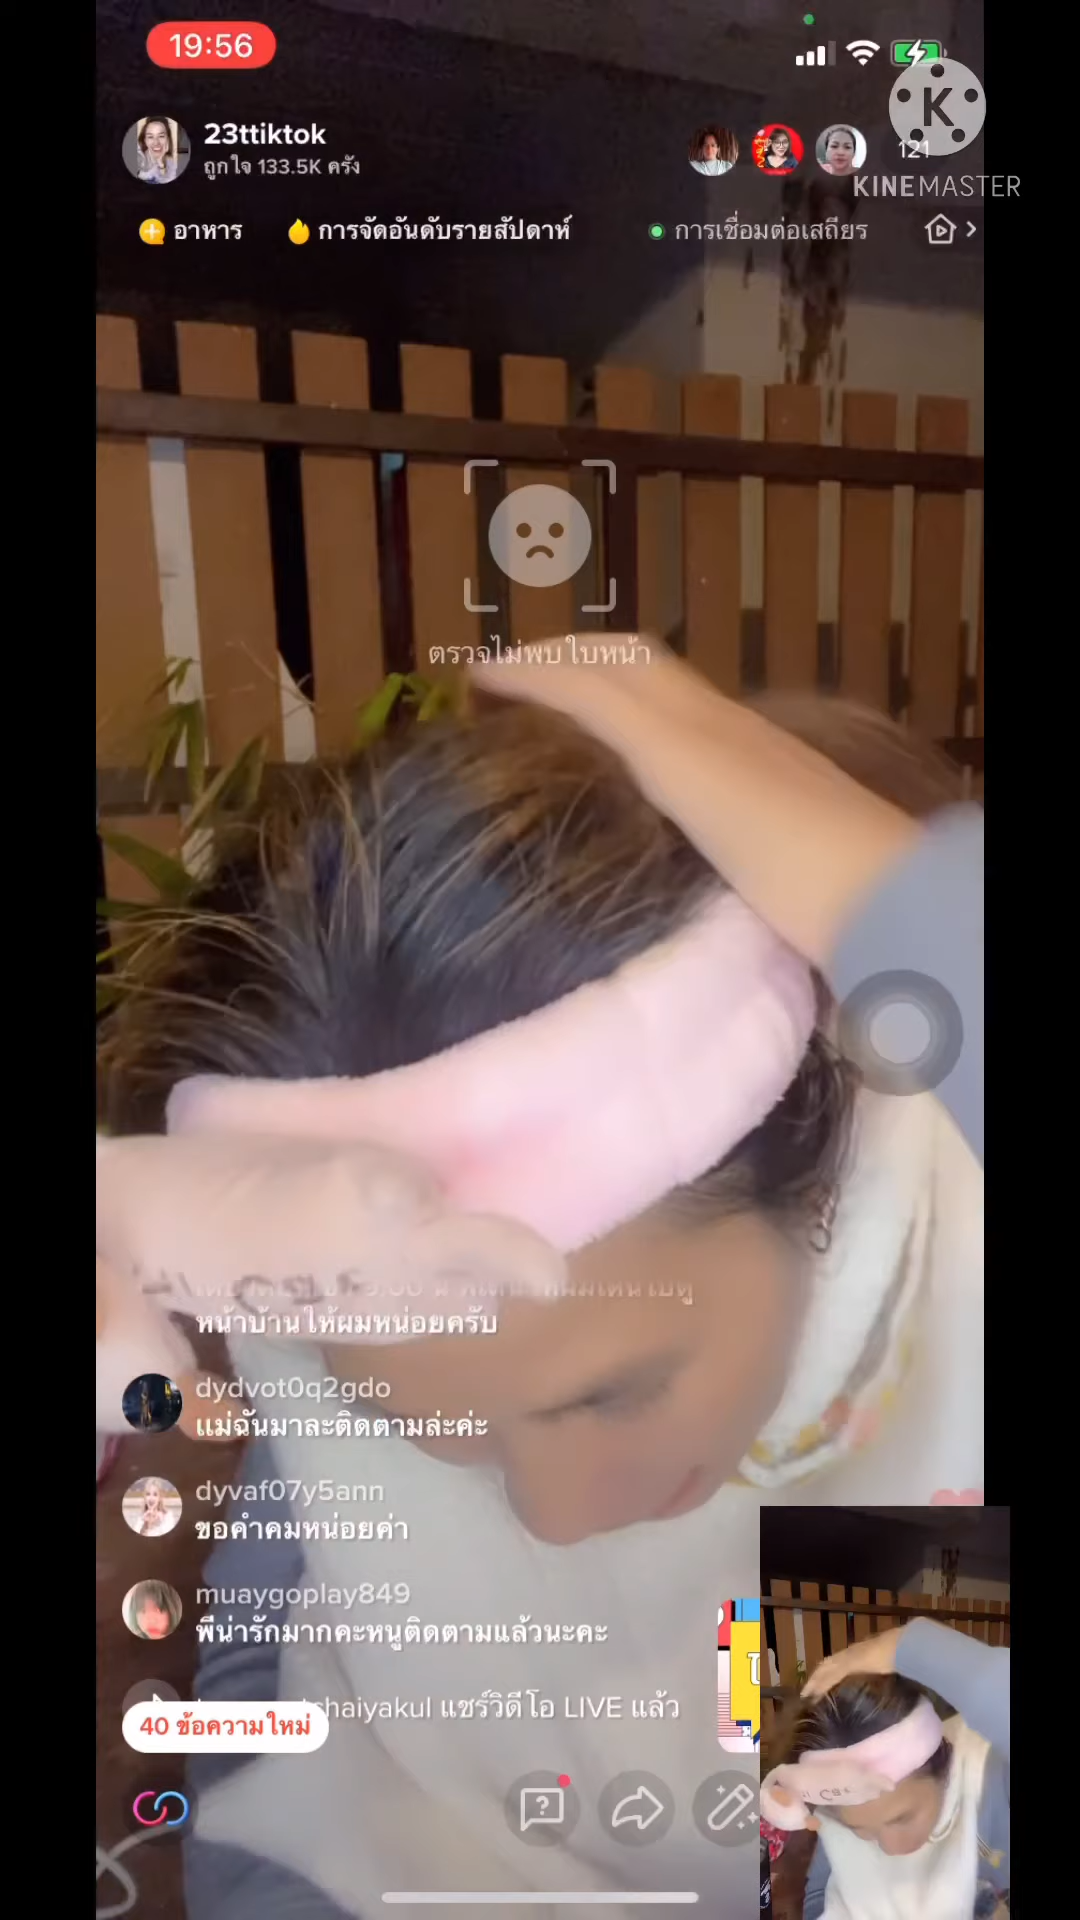 19:56
23ttiktok
ถูกใจ 133.5K ครัง
121
K
KINEMASTER
อาหาร
การจัดอันดับรายสัปดาห์
การเชื่อมต่อเสถียร
ตรวจไม่พบใบหน้า
หน้าบ้านให้ผมหน่อยครับ
dydvot0q2gdo
แม่ฉันมาละติดตามล่ะค่ะ
dyvaf07y5ann
ขอคำคมหน่อยค่า
muaygoplay849
พีน่ารักมากคะหนูติดตามแล้วนะคะ
chaiyakul แชร์วิดีโอ LIVE แล้ว
40 ข้อความใหม่